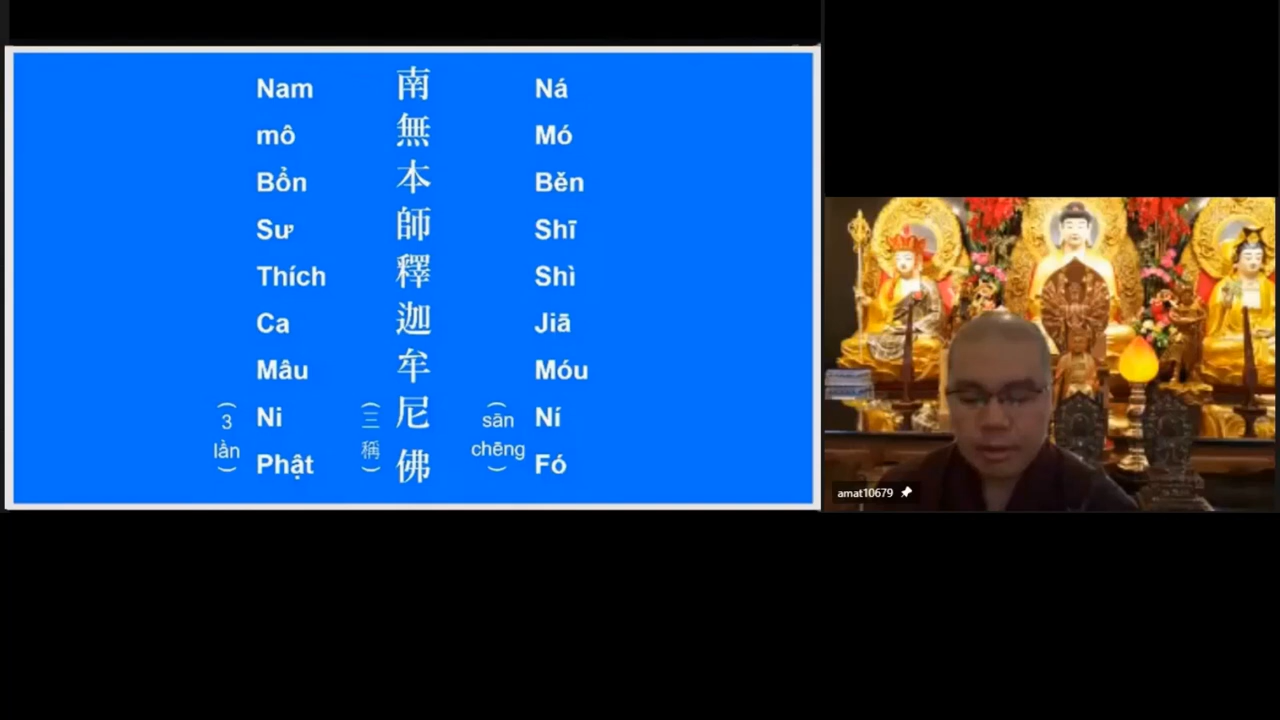 Nam 南 Ná
mô 無 Mó
Bổn 本 Běn
Sư 師 Shī
Thích 釋 Shì
Ca 迦 Jiā
Mâu 牟 Móu
Ni 尼 Ní
Phật 佛 Fó
(3 lần)
(三稱)
(sān chēng)
amat10679